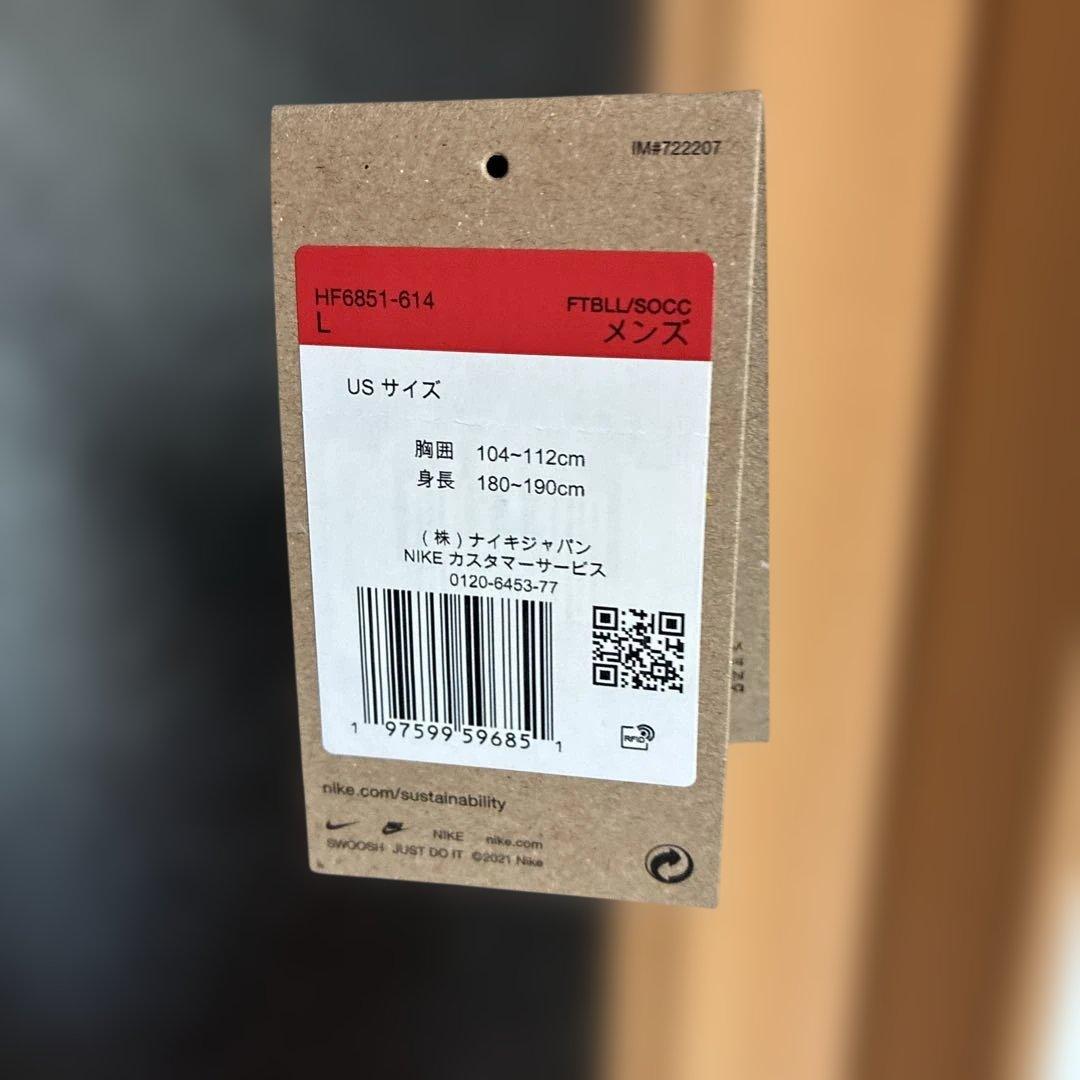 IM#722207
HF6851-614
L
FTBLL/SOCC
メンズ
US サイズ
胸囲 104~112cm
身長 180~190cm
(株)ナイキジャパン
NIKE カスタマーサービス
0120-6453-77
1 97599 59685 1
RFID
nike.com/sustainability
NIKE nike.com
SWOOSH JUST DO IT ©2021 Nike